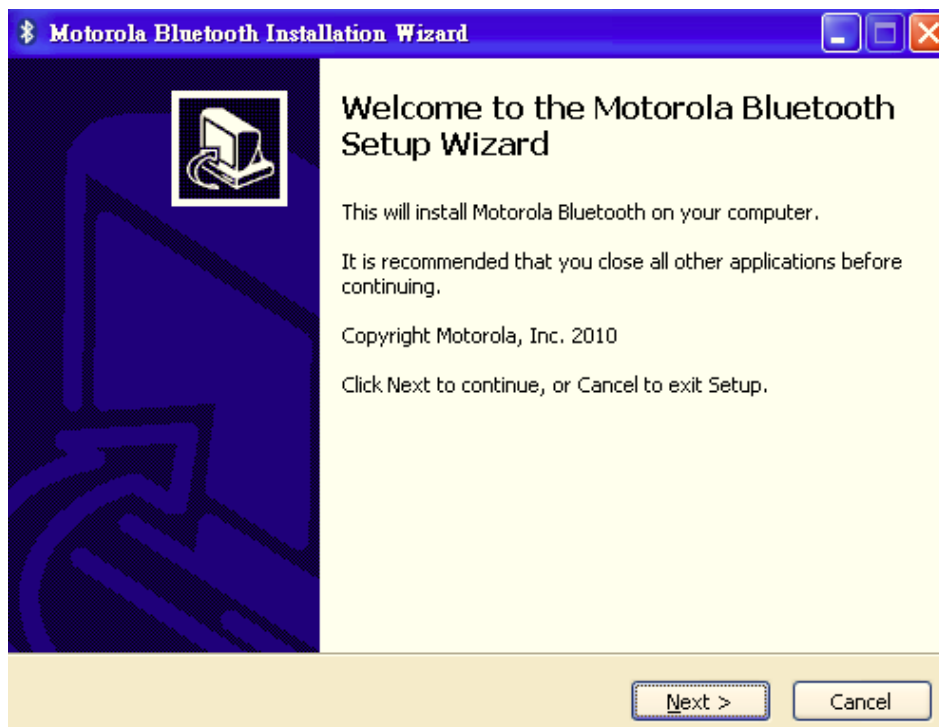 Motorola Bluetooth Installation Wizard
Welcome to the Motorola Bluetooth
Setup Wizard
This will install Motorola Bluetooth on your computer.
It is recommended that you close all other applications before
continuing.
Copyright Motorola, Inc. 2010
Click Next to continue, or Cancel to exit Setup.
Next >
Cancel